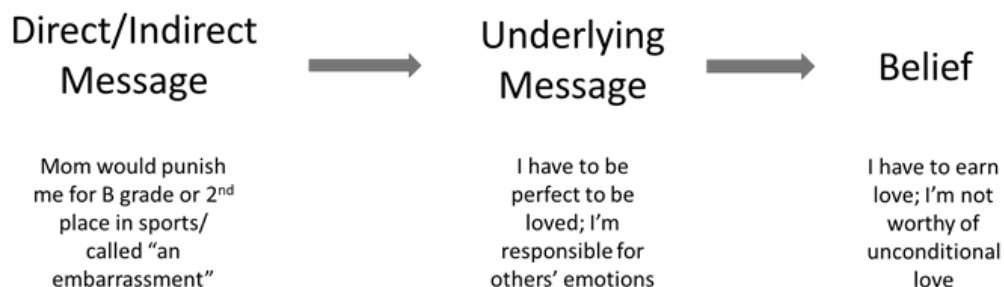 Direct/Indirect
Message
Underlying
Message
Belief
Mom would punish
me for B grade or 2nd
place in sports/
called “an
embarrassment”
I have to be
perfect to be
loved; I’m
responsible for
others’ emotions
I have to earn
love; I’m not
worthy of
unconditional
love